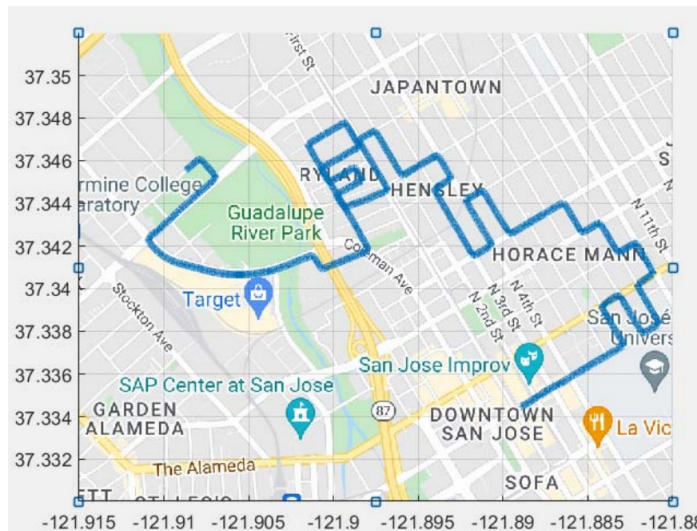 37.35
37.348
37.346
37.344
37.342
37.34
37.338
37.336
37.334
37.332
First St
JAPANTOWN
RYLAND
HENSLEY
rmine College
aratory
Guadalupe
River Park
Coleman Ave
N 11th St
HORACE MANN
Target
Stockton Ave
N 2nd St
N 3rd St
N 4th St
San José
Univers
San Jose Improv
SAP Center at San Jose
87
GARDEN
ALAMEDA
DOWNTOWN
SAN JOSE
La Vic
The Alameda
SOFA
-121.915
-121.91
-121.905
-121.9
-121.895
-121.89
-121.885
-121.88